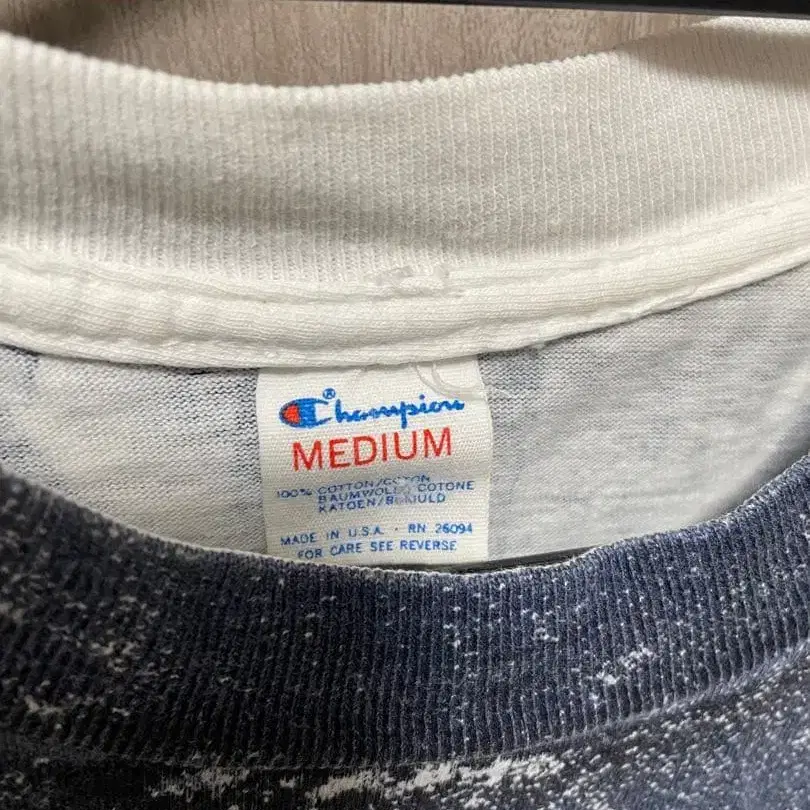 Champion®
MEDIUM
100% COTTON/COTON
BAUMWOLLE COTONE
KATOEN/BOMULD
MADE IN U.S.A. · RN 26094
FOR CARE SEE REVERSE